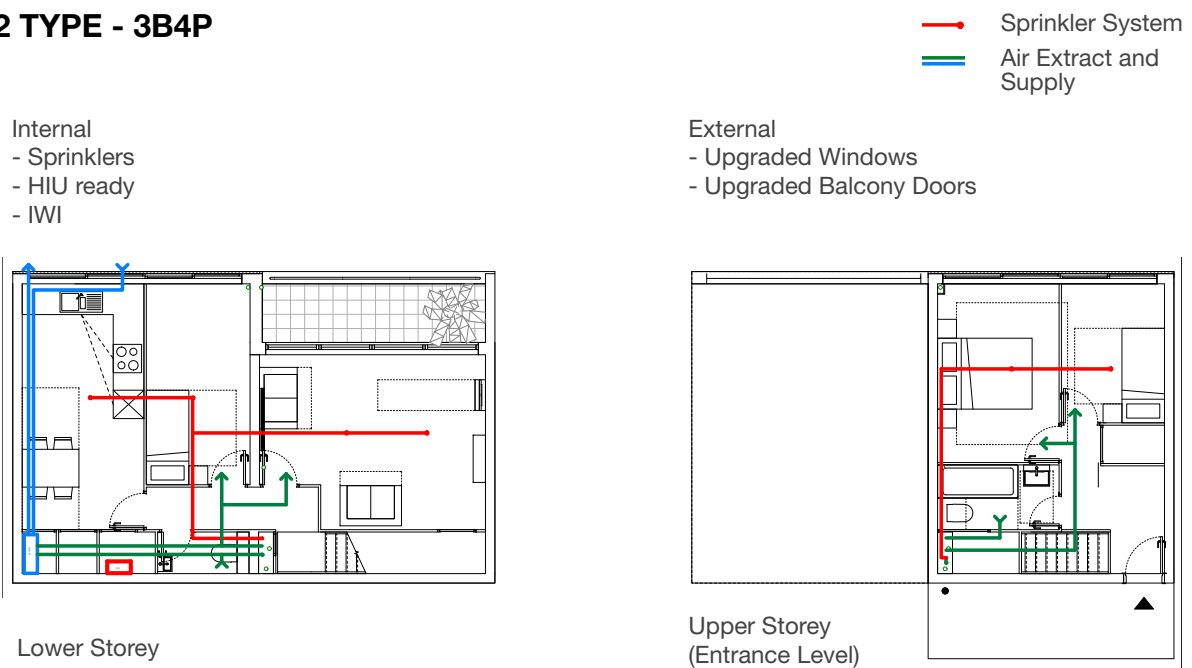 2 TYPE - 3B4P
Sprinkler System
Air Extract and
Supply
Internal
- Sprinklers
- HIU ready
- IWI
External
- Upgraded Windows
- Upgraded Balcony Doors
Lower Storey
Upper Storey
(Entrance Level)